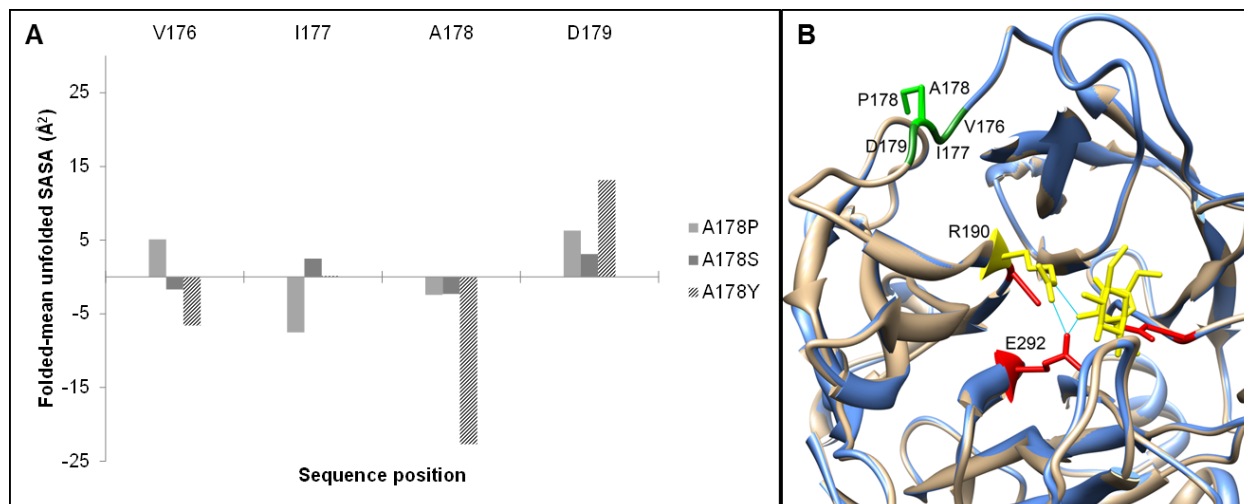 A
V176 I177 A178 D179
Folded-mean unfolded SASA (Å²)
25
15
5
-5
-15
-25
Sequence position
A178P
A178S
A178Y
B
P178 A178
V176
D179 I177
R190
E292